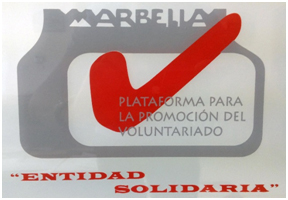 MARBELLA
PLATAFORMA PARA
LA PROMOCIÓN DEL
VOLUNTARIADO
"ENTIDAD
SOLIDARIA"